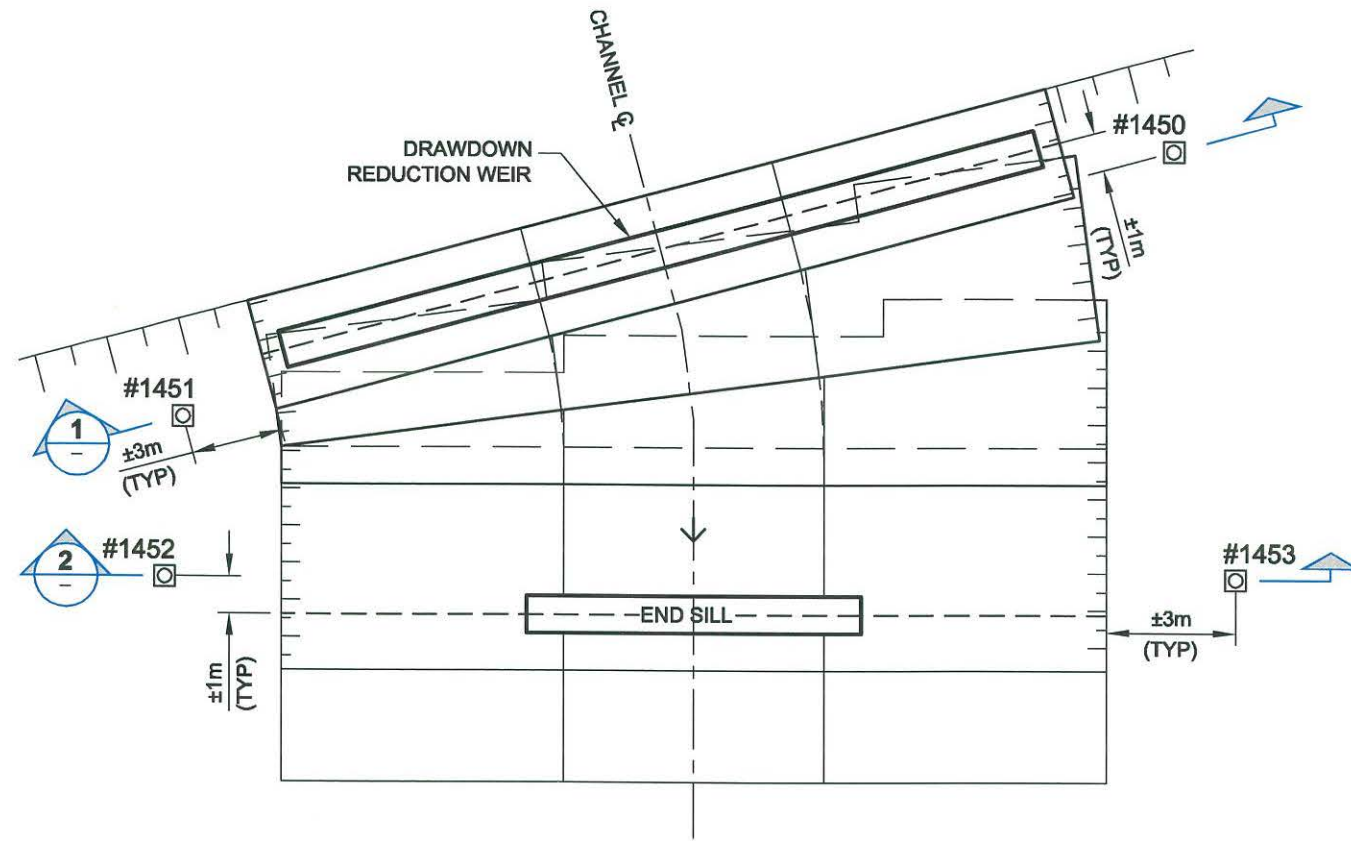 CHANNEL ℄
DRAWDOWN
REDUCTION WEIR
#1450
±1m
(TYP)
#1451
1
-
±3m
(TYP)
#1452
2
-
#1453
END SILL
±3m
(TYP)
±1m
(TYP)